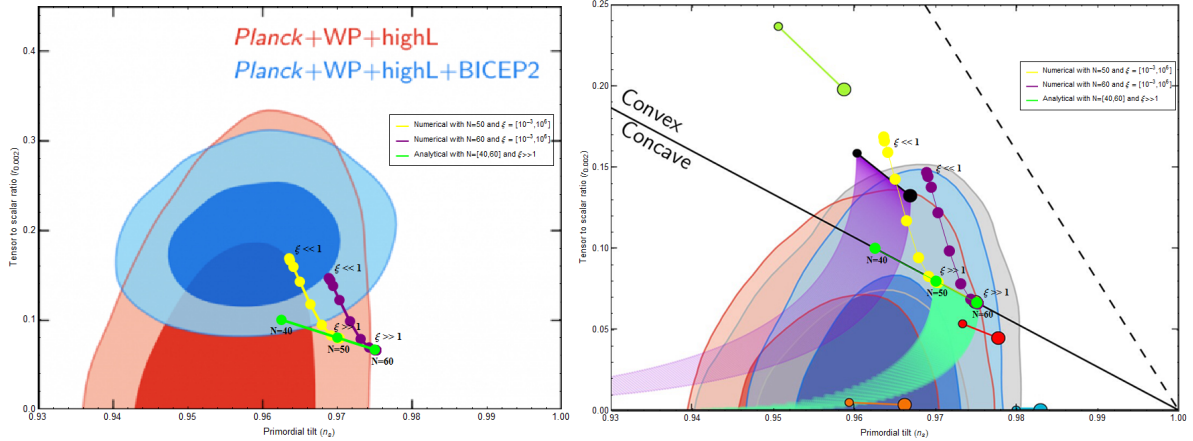 Planck+WP+highL
Planck+WP+highL+BICEP2
Numerical with N=50 and ξ = [10⁻³,10⁶]
Numerical with N=60 and ξ = [10⁻³,10⁶]
Analytical with N=[40,60] and ξ>>1
ξ << 1
ξ << 1
ξ >> 1
ξ >> 1
N=40
N=50
N=60
Tensor to scalar ratio (r0.002)
0.4
0.3
0.2
0.1
0.0
0.93
0.94
0.95
0.96
0.97
0.98
0.99
1.00
Primordial tilt (ns)
Convex
Concave
Numerical with N=50 and ξ = [10⁻³,10⁶]
Numerical with N=60 and ξ = [10⁻³,10⁶]
Analytical with N=[40,60] and ξ>>1
ξ << 1
ξ << 1
ξ >> 1
ξ >> 1
N=40
N=50
N=60
Tensor to scalar ratio (r0.002)
0.25
0.20
0.15
0.10
0.05
0.00
0.93
0.94
0.95
0.96
0.97
0.98
0.99
1.00
Primordial tilt (ns)